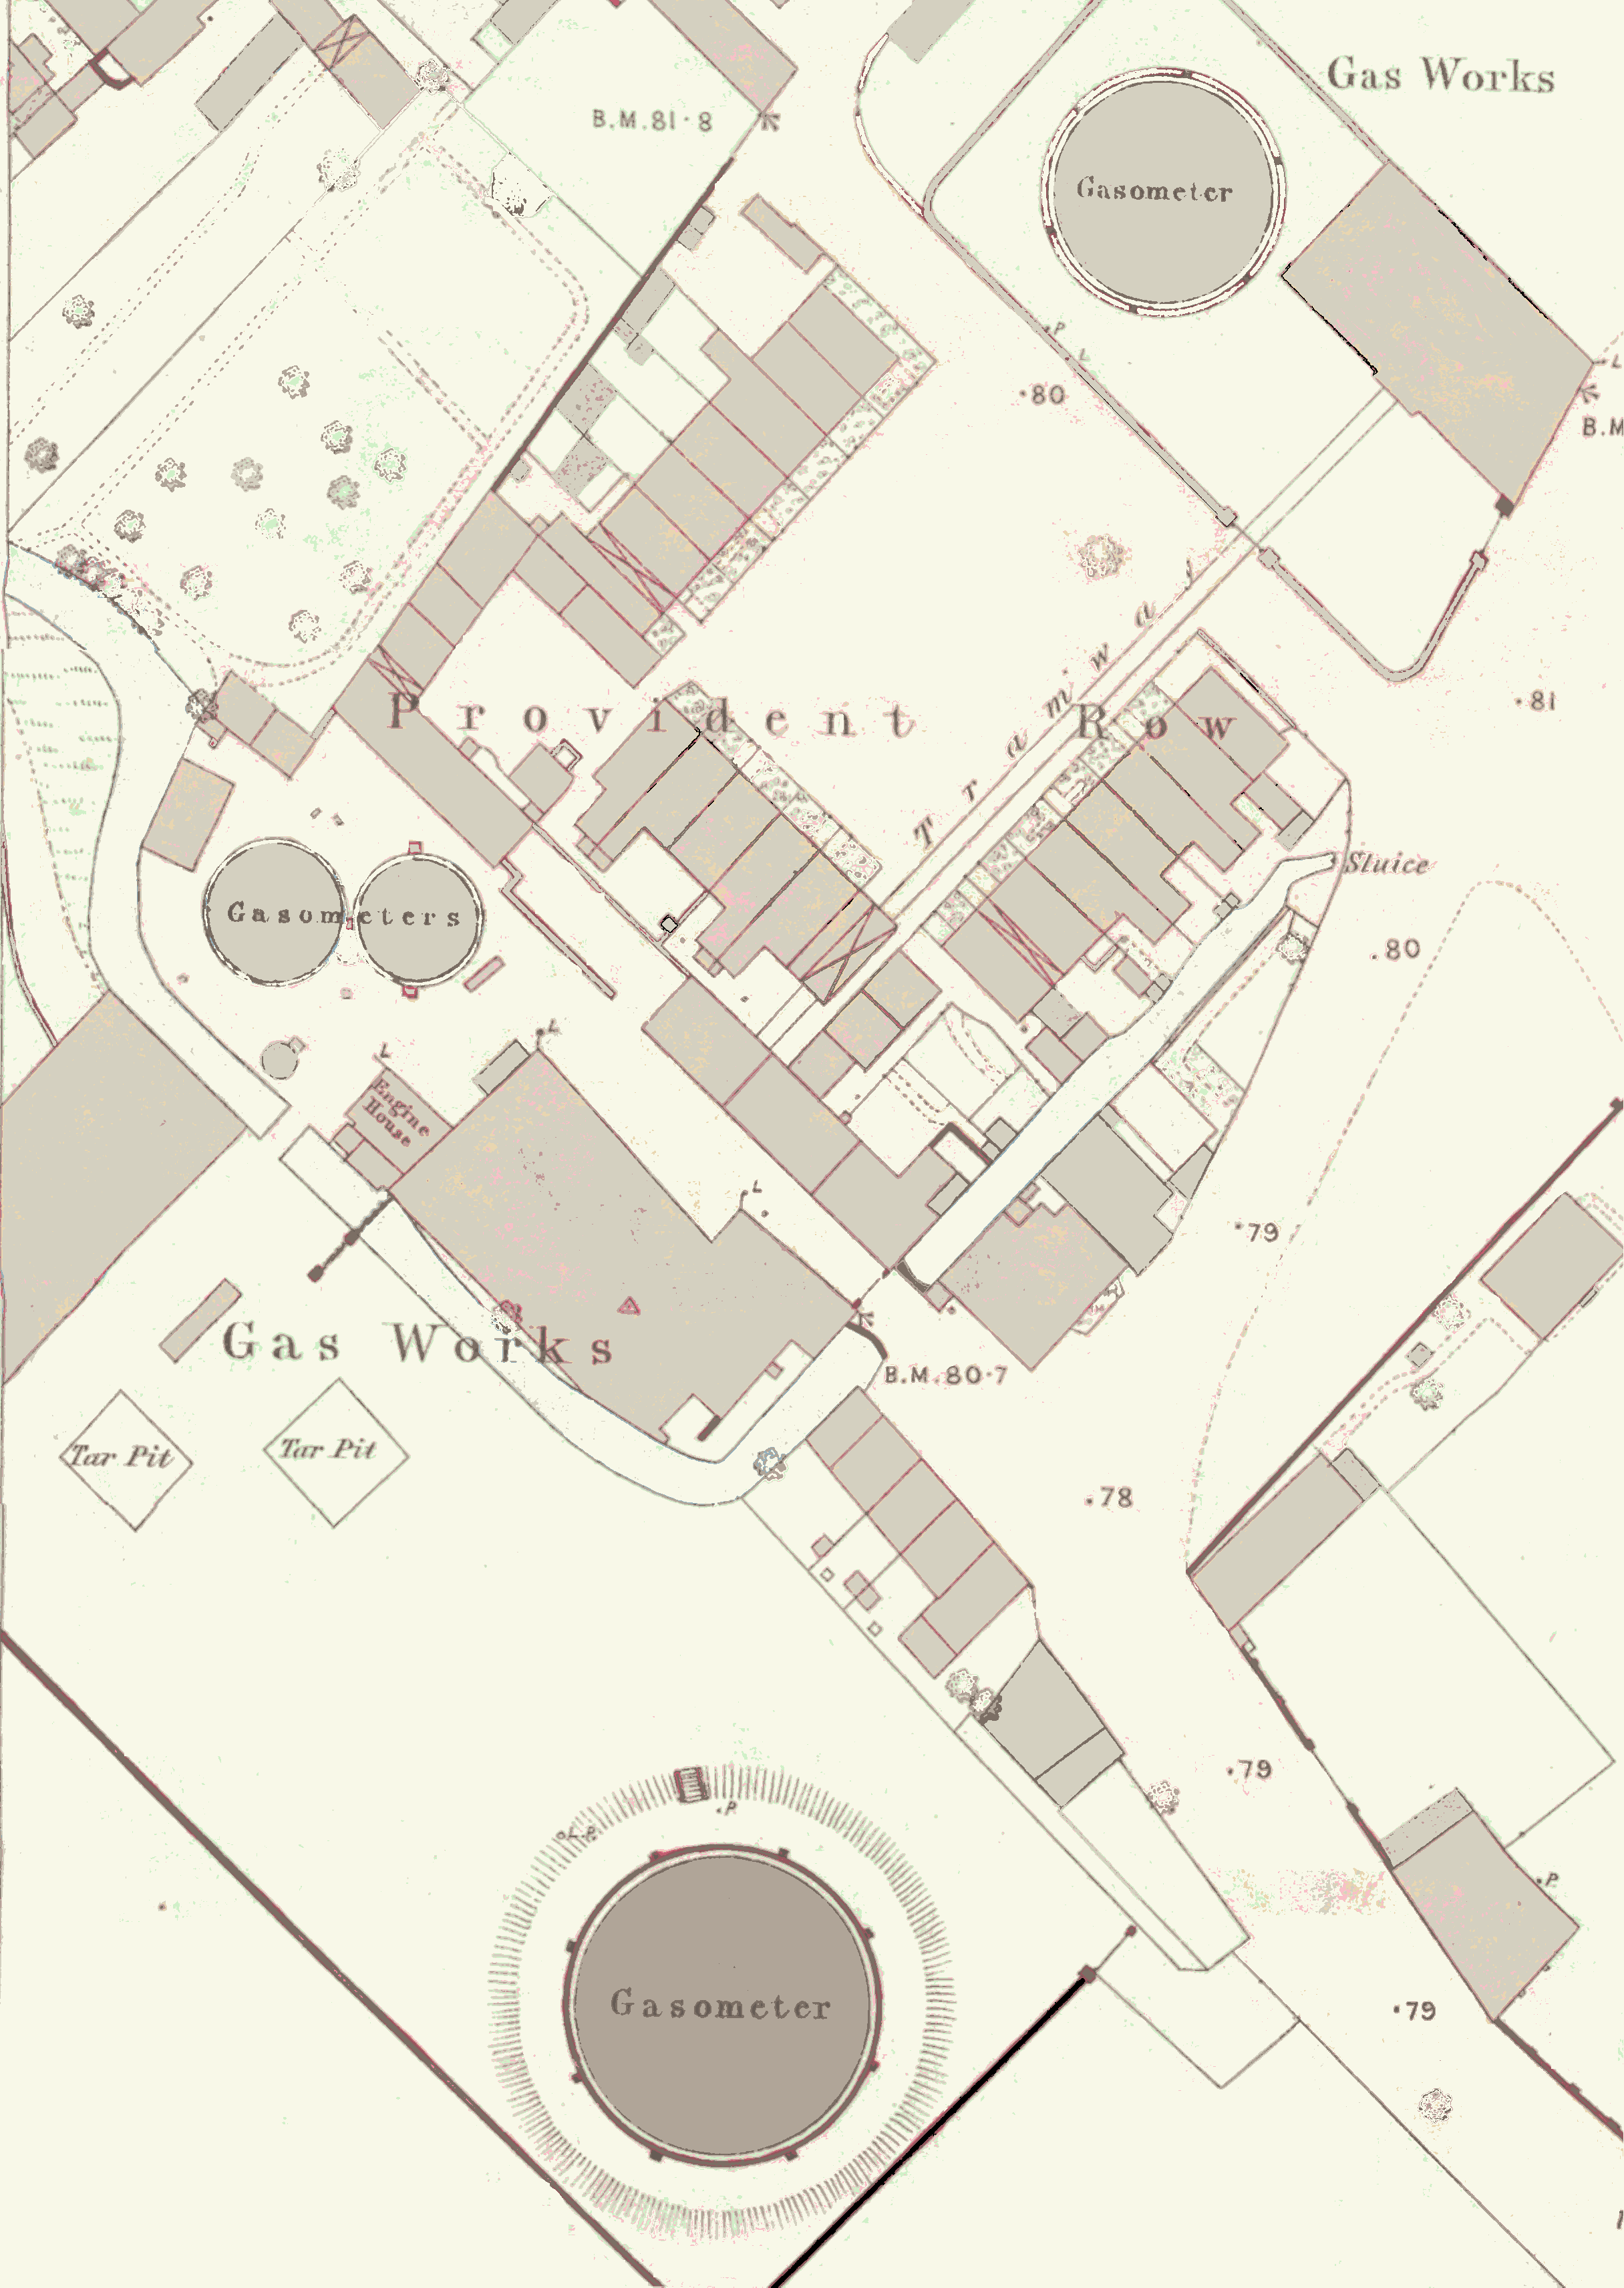 Gas Works
B.M.81·8
Gasometer
P
L
L
·80
B.M
·81
Provident Row
Tramway
Sluice
Gasometers
.80
L
L
Engine
House
L
·79
Gas Works
B.M.80·7
Tar Pit
Tar Pit
.78
.79
P
L.P.
P
Gasometer
·79